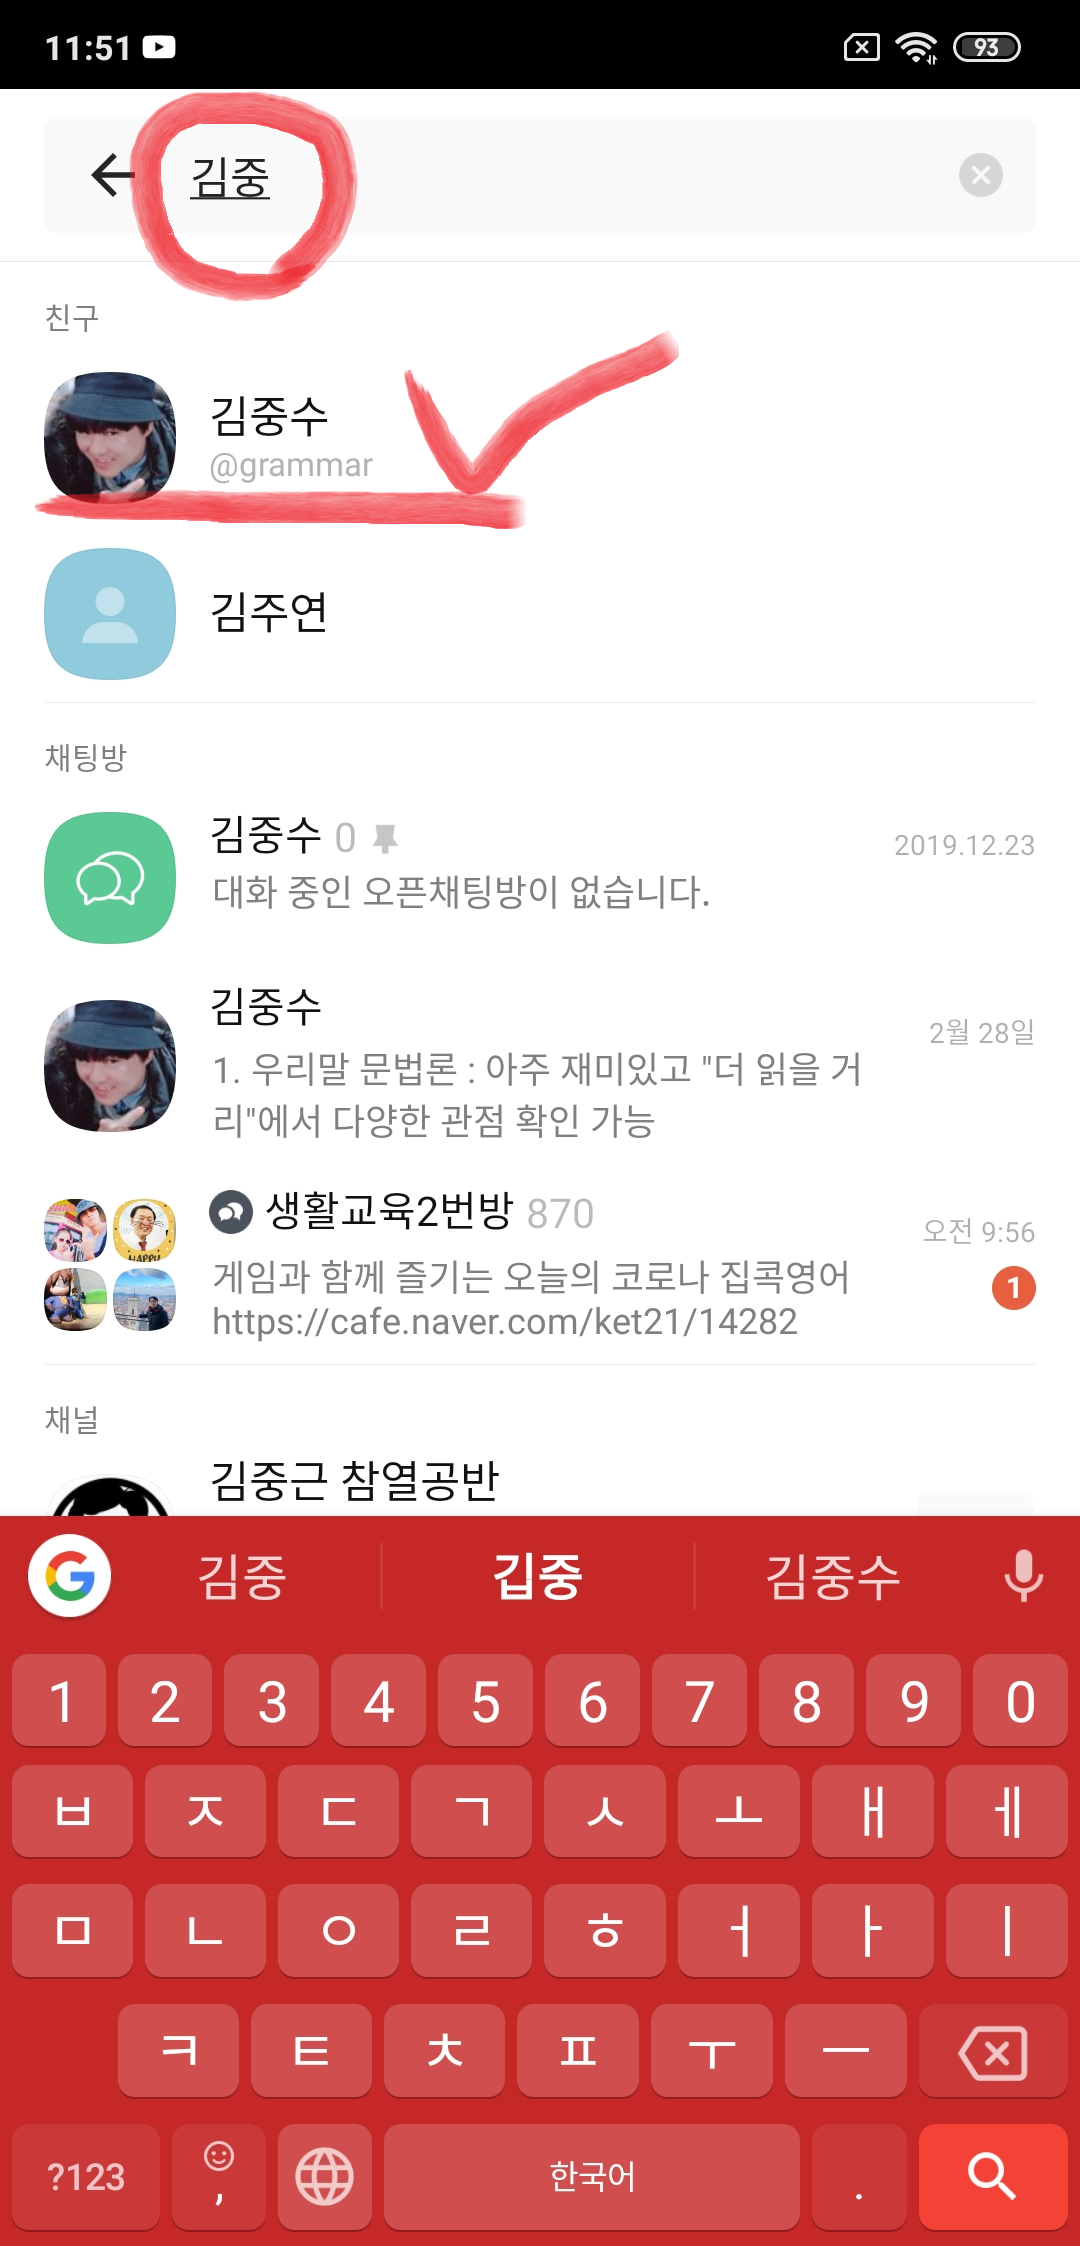 11:51
93
김중
친구
김중수
@grammar
김주연
채팅방
김중수 0
2019.12.23
대화 중인 오픈채팅방이 없습니다.
김중수
2월 28일
1. 우리말 문법론 : 아주 재미있고 "더 읽을 거
리"에서 다양한 관점 확인 가능
생활교육2번방 870
오전 9:56
게임과 함께 즐기는 오늘의 코로나 집콕영어
1
https://cafe.naver.com/ket21/14282
HAPPY
채널
김중근 참열공반
G 김중 깁중 김중수
1 2 3 4 5 6 7 8 9 0
ㅂ ㅈ ㄷ ㄱ ㅅ ㅗ ㅐ ㅔ
ㅁ ㄴ ㅇ ㄹ ㅎ ㅓ ㅏ ㅣ
ㅋ ㅌ ㅊ ㅍ ㅜ ㅡ
?123 , 한국어 .